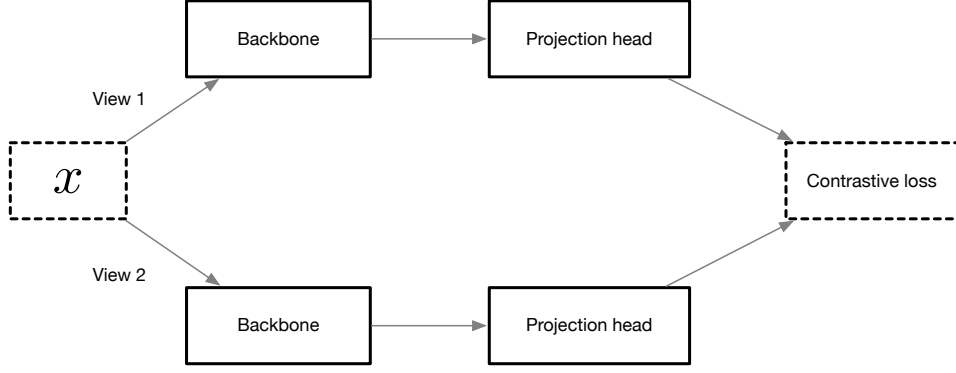 Backbone
Projection head
View 1
x
Contrastive loss
View 2
Backbone
Projection head